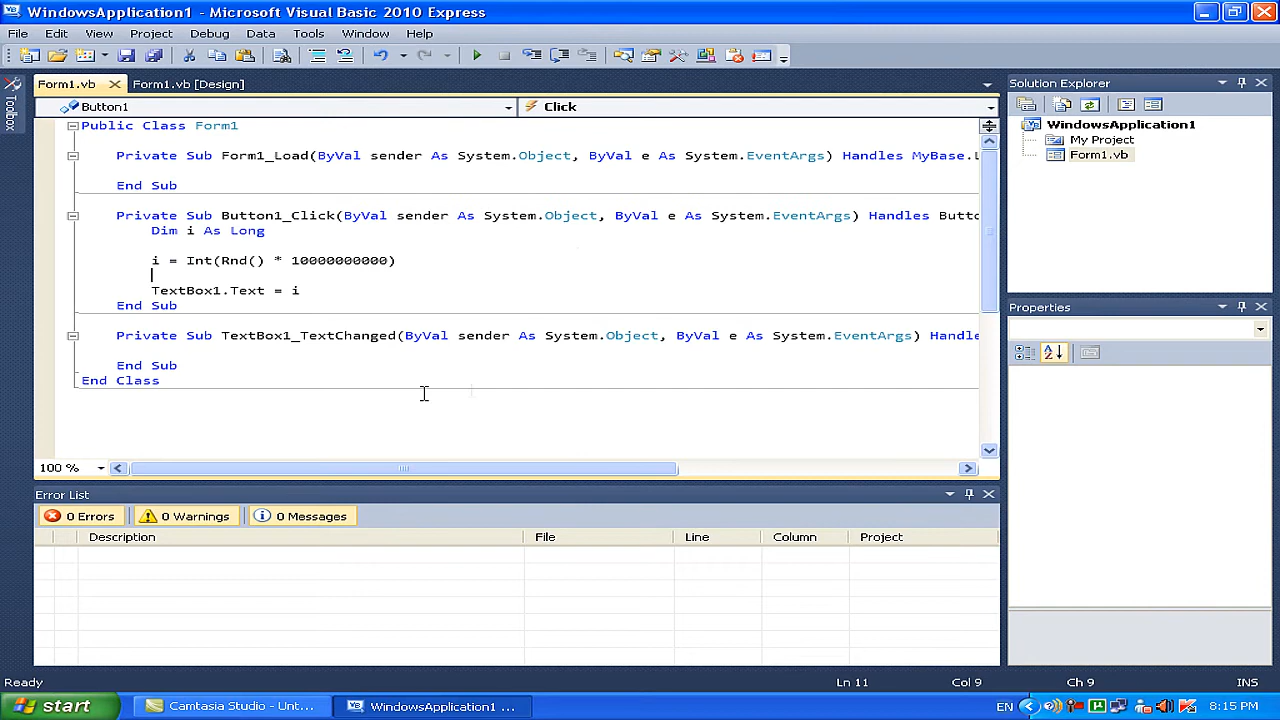 WindowsApplication1 - Microsoft Visual Basic 2010 Express
File Edit View Project Debug Data Tools Window Help
Toolbox
Form1.vb Form1.vb [Design]
Button1 Click
Public Class Form1
Private Sub Form1_Load(ByVal sender As System.Object, ByVal e As System.EventArgs) Handles MyBase.L
End Sub
Private Sub Button1_Click(ByVal sender As System.Object, ByVal e As System.EventArgs) Handles Butto
Dim i As Long
i = Int(Rnd() * 10000000000)
TextBox1.Text = i
End Sub
Private Sub TextBox1_TextChanged(ByVal sender As System.Object, ByVal e As System.EventArgs) Handle
End Sub
End Class
100 %
Solution Explorer
WindowsApplication1
My Project
Form1.vb
Properties
Error List
0 Errors 0 Warnings 0 Messages
Description File Line Column Project
Ready Ln 11 Col 9 Ch 9 INS
start Camtasia Studio - Unt... WindowsApplication1 ... EN 8:15 PM